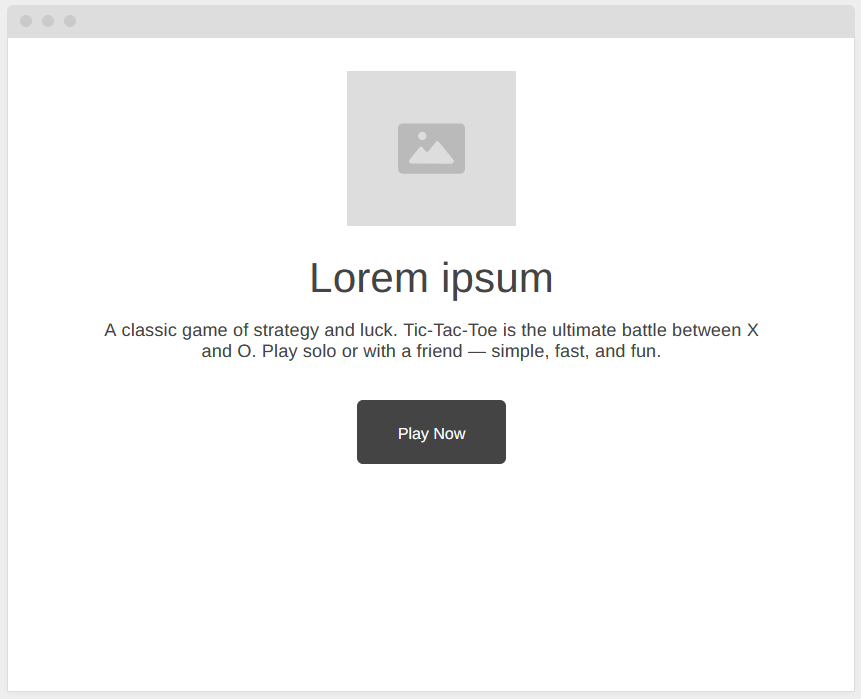 Lorem ipsum
A classic game of strategy and luck. Tic-Tac-Toe is the ultimate battle between X
and O. Play solo or with a friend — simple, fast, and fun.
Play Now